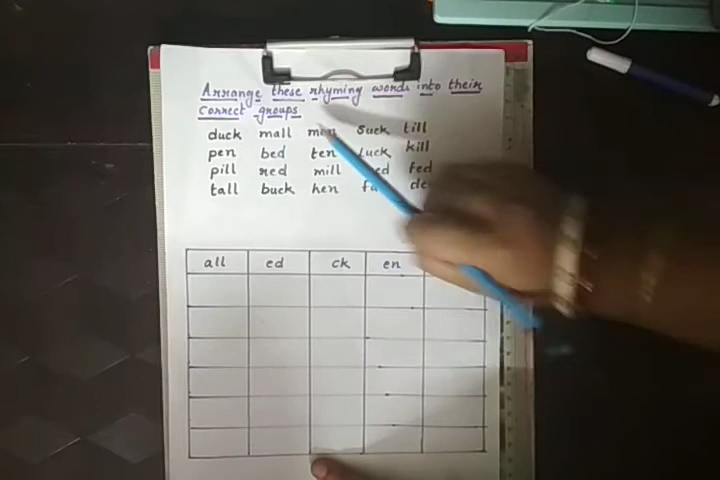 Arrange these rhyming words into their
correct groups
duck mall men suck till
pen bed ten kill
pill red mill fed
tall buck hen
all ed ck en